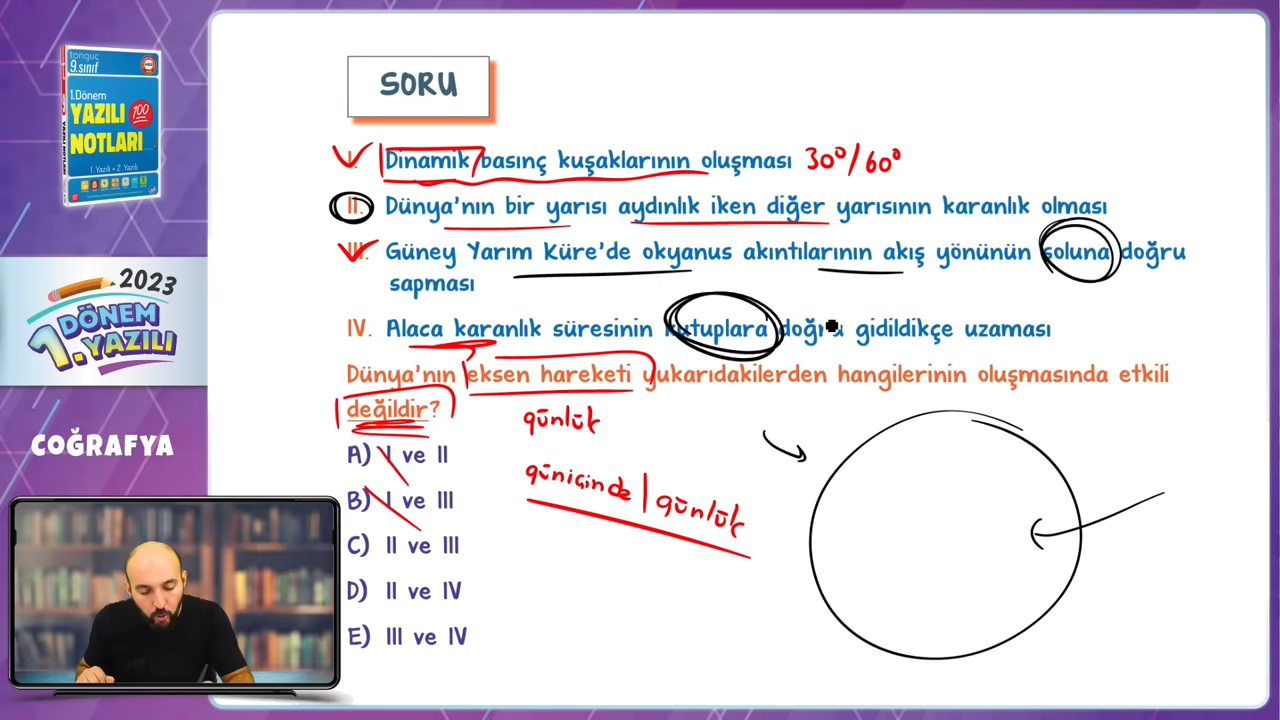 tonguç
9.sınıf
1.Dönem
YAZILI
100
NOTLARI
1.Yazılı • 2.Yazılı
2023
1. DÖNEM
YAZILI
COĞRAFYA
SORU
I. Dinamik basınç kuşaklarının oluşması 30°/60°
II. Dünya'nın bir yarısı aydınlık iken diğer yarısının karanlık olması
III. Güney Yarım Küre'de okyanus akıntılarının akış yönünün soluna doğru
sapması
IV. Alaca karanlık süresinin kutuplara doğru gidildikçe uzaması
Dünya'nın eksen hareketi yukarıdakilerden hangilerinin oluşmasında etkili
değildir?
günlük
A) I ve II
güniçinde | günlük
B) I ve III
C) II ve III
D) II ve IV
E) III ve IV